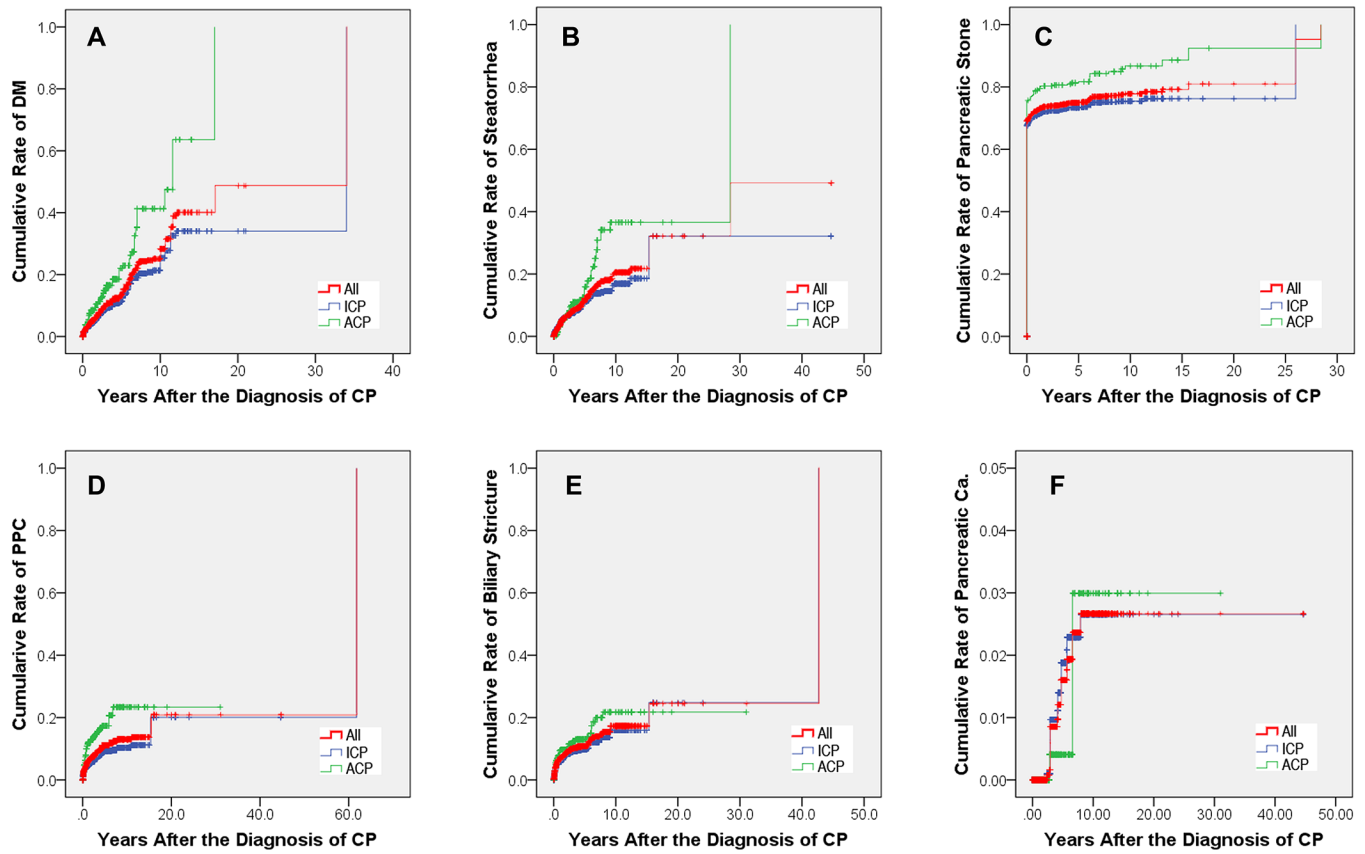 A
Cumulative Rate of DM
1.0
0.8
0.6
0.4
0.2
0.0
All
ICP
ACP
0 10 20 30 40
Years After the Diagnosis of CP
B
Cumulative Rate of Steatorrhea
1.0
0.8
0.6
0.4
0.2
0.0
All
ICP
ACP
0.0 10.0 20.0 30.0 40.0 50.0
Years After the Diagnosis of CP
C
Cumulative Rate of Pancreatic Stone
1.0
0.8
0.6
0.4
0.2
0.0
All
ICP
ACP
0 5 10 15 20 25 30
Years After the Diagnosis of CP
D
Cumularive Rate of PPC
1.0
0.8
0.6
0.4
0.2
0.0
All
ICP
ACP
.0 20.0 40.0 60.0
Years After the Diagnosis of CP
E
Cumularive Rate of Biliary Stricture
1.0
0.8
0.6
0.4
0.2
0.0
All
ICP
ACP
.0 10.0 20.0 30.0 40.0 50.0
Years After the Diagnosis of CP
F
Cumulative Rate of Pancreatic Ca.
0.05
0.04
0.03
0.02
0.01
0.00
All
ICP
ACP
.00 10.00 20.00 30.00 40.00 50.00
Years After the Diagnosis of CP